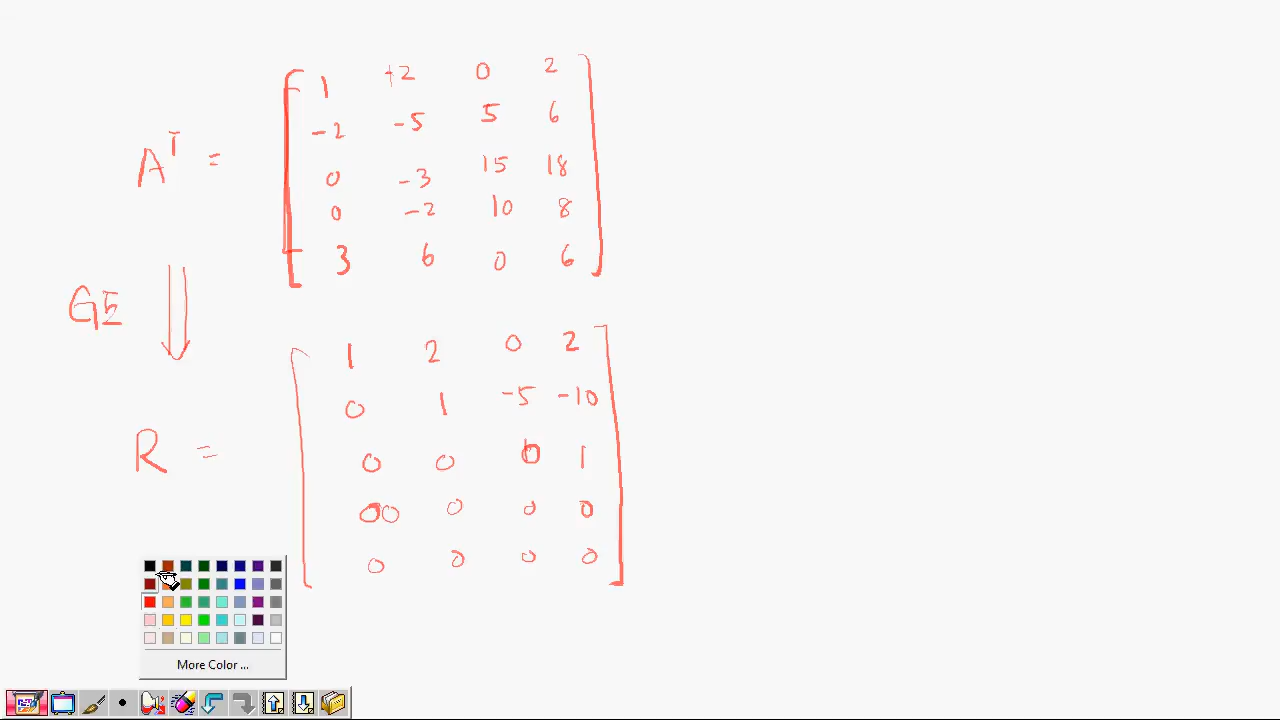 A^T =
1 +2 0 2
-2 -5 5 6
0 -3 15 18
0 -2 10 8
3 6 0 6
GE
R =
1 2 0 2
0 1 -5 -10
0 0 0 1
00 0 0 0
0 0 0 0
More Color ...